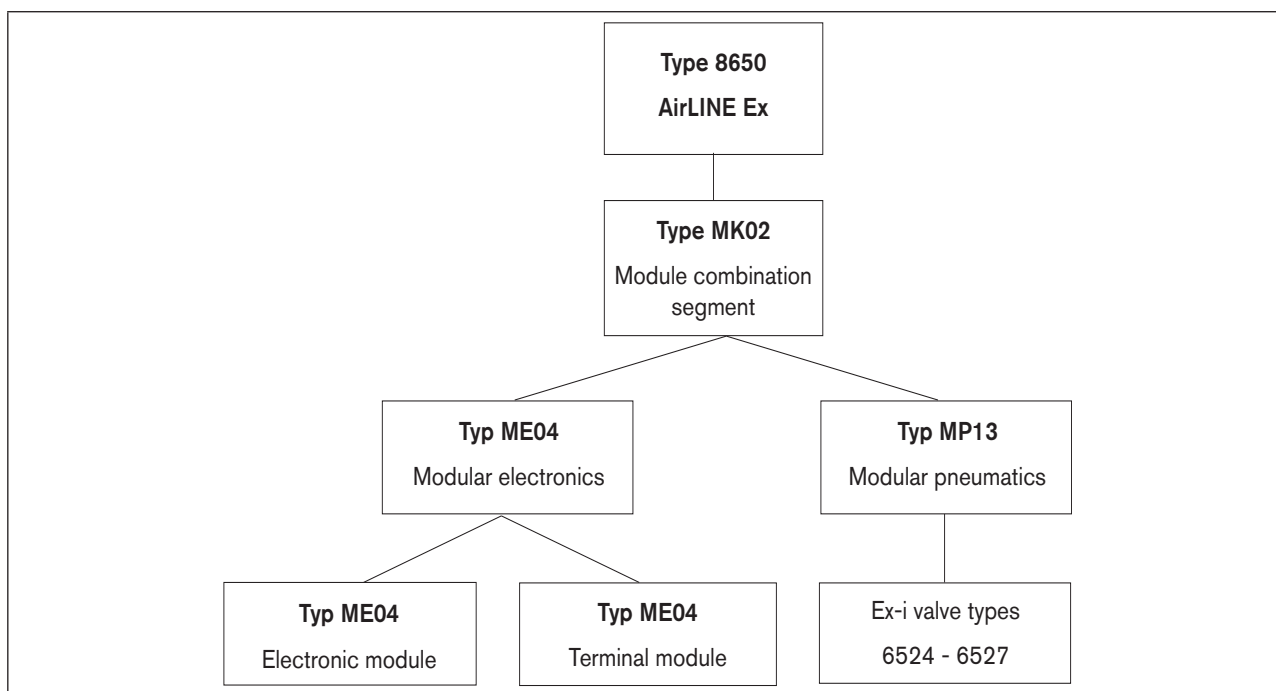 Type 8650
AirLINE Ex
Type MK02
Module combination
segment
Typ ME04
Modular electronics
Typ MP13
Modular pneumatics
Typ ME04
Electronic module
Typ ME04
Terminal module
Ex-i valve types
6524 - 6527